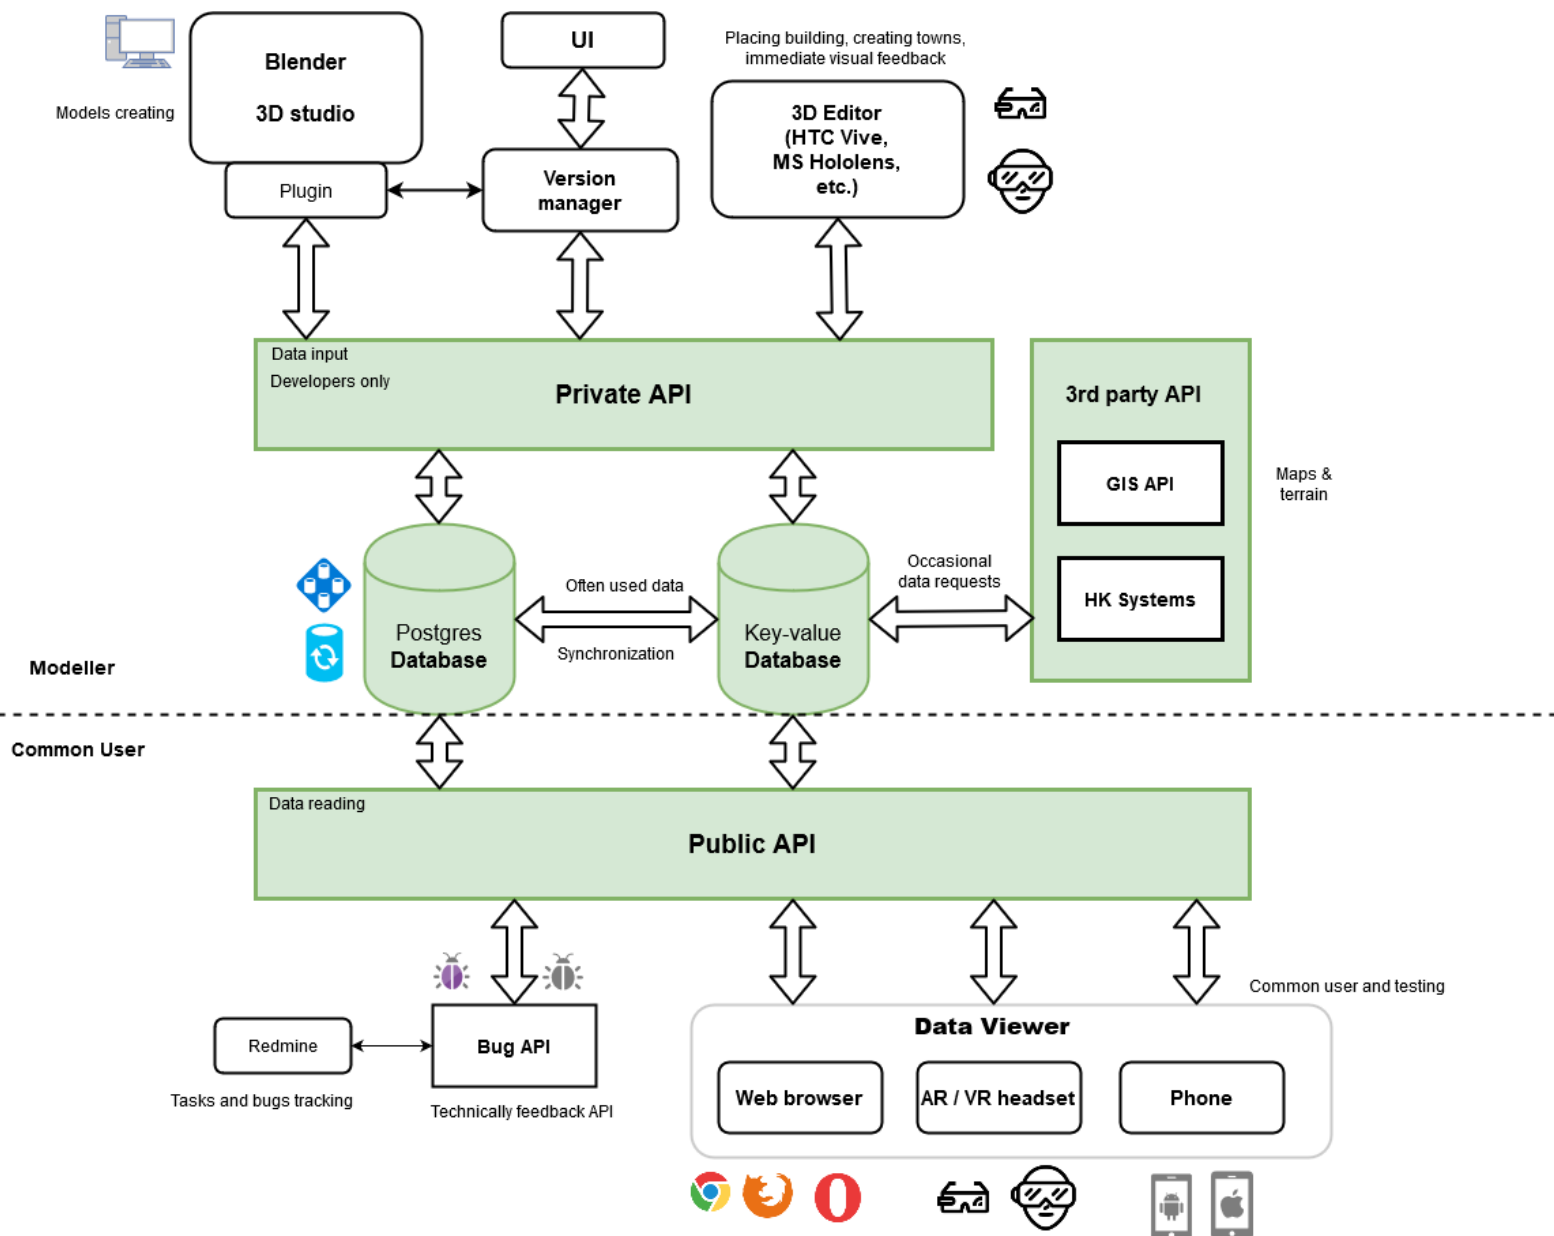 Blender
3D studio
Models creating
Plugin
UI
Version
manager
Placing building, creating towns,
immediate visual feedback
3D Editor
(HTC Vive,
MS Hololens,
etc.)
Data input
Developers only
Private API
3rd party API
GIS API
HK Systems
Maps &
terrain
Postgres
Database
Often used data
Synchronization
Key-value
Database
Occasional
data requests
Modeller
Common User
Data reading
Public API
Redmine
Tasks and bugs tracking
Bug API
Technically feedback API
Common user and testing
Data Viewer
Web browser
AR / VR headset
Phone